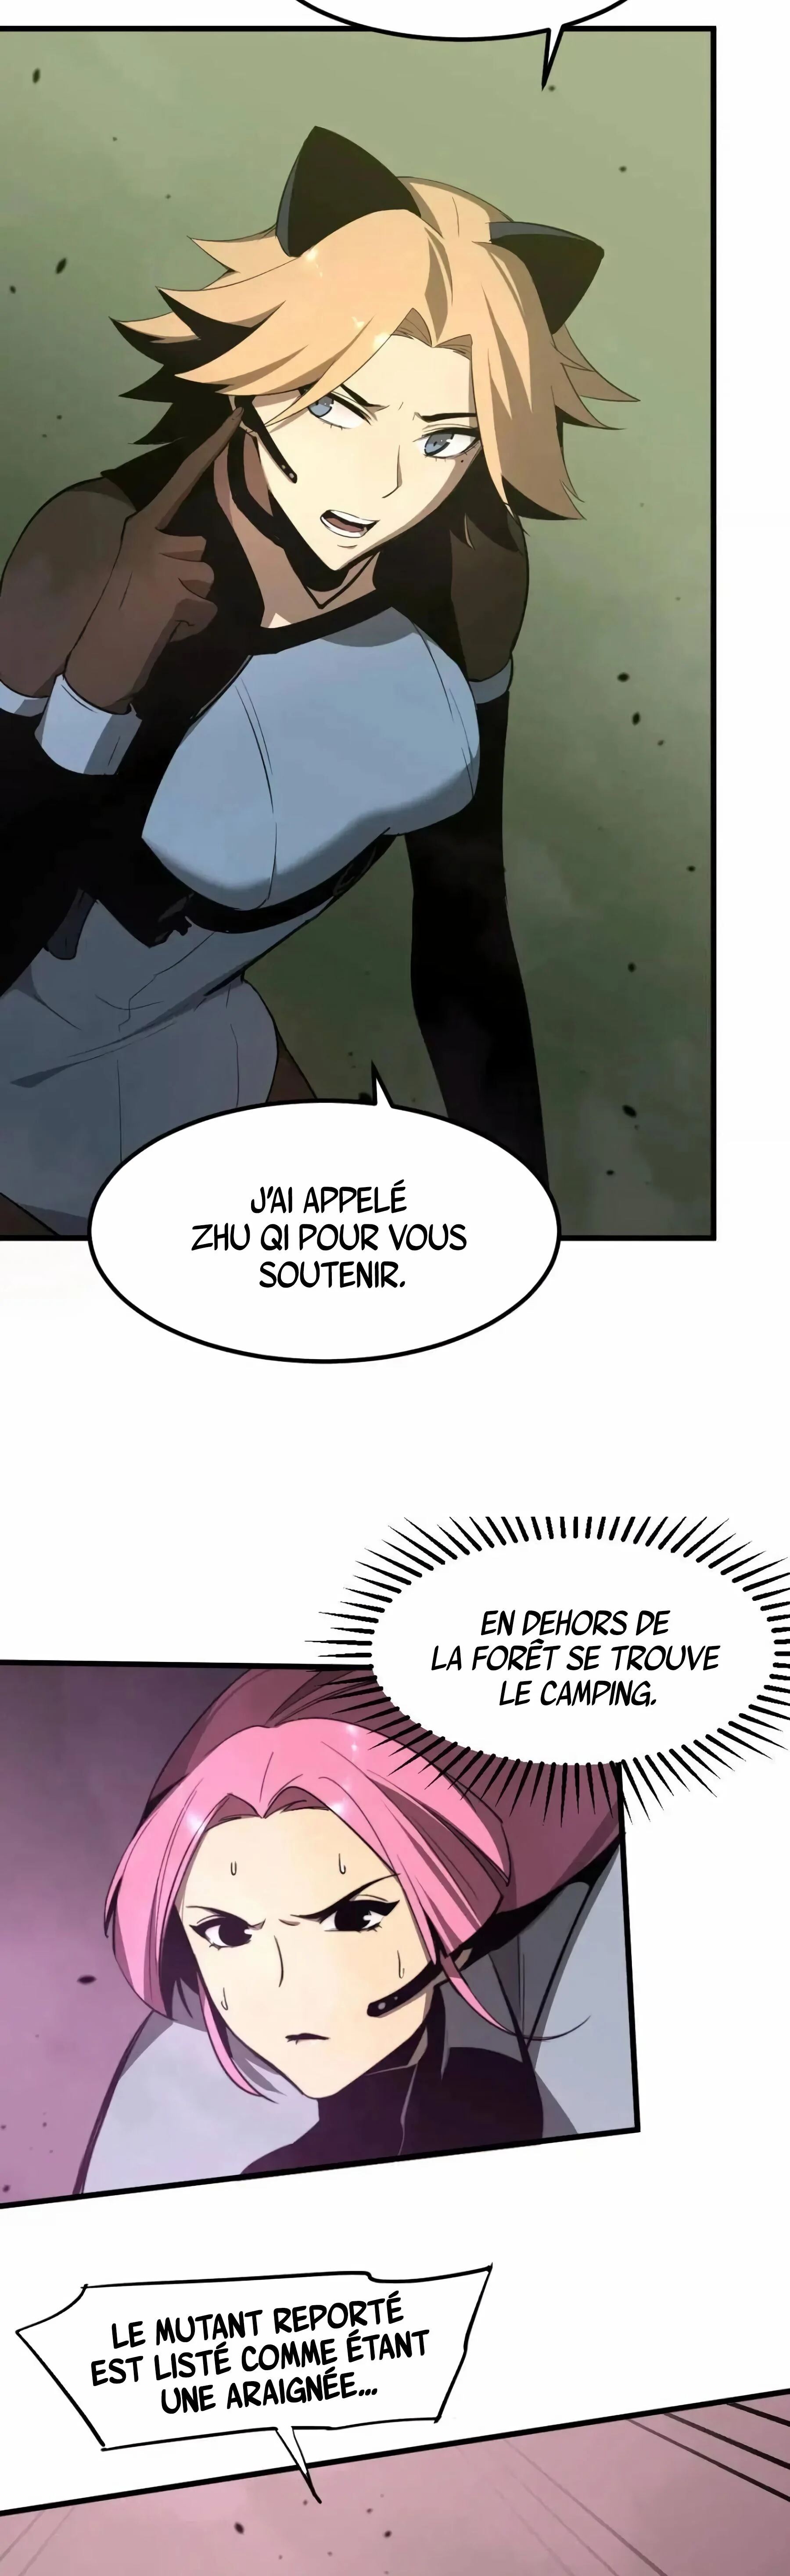 J'AI APPELÉ
ZHU QI POUR VOUS
SOUTENIR.
EN DEHORS DE
LA FORÊT SE TROUVE
LE CAMPING.
LE MUTANT REPORTÉ
EST LISTÉ COMME ÉTANT
UNE ARAIGNÉE...